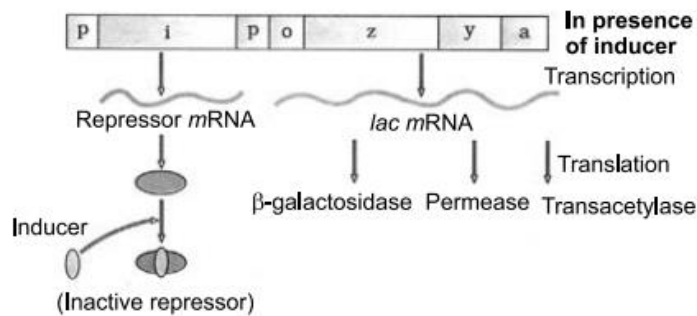 p i p o z y a
In presence
of inducer
Transcription
Repressor mRNA
lac mRNA
Translation
β-galactosidase Permease Transacetylase
Inducer
(Inactive repressor)